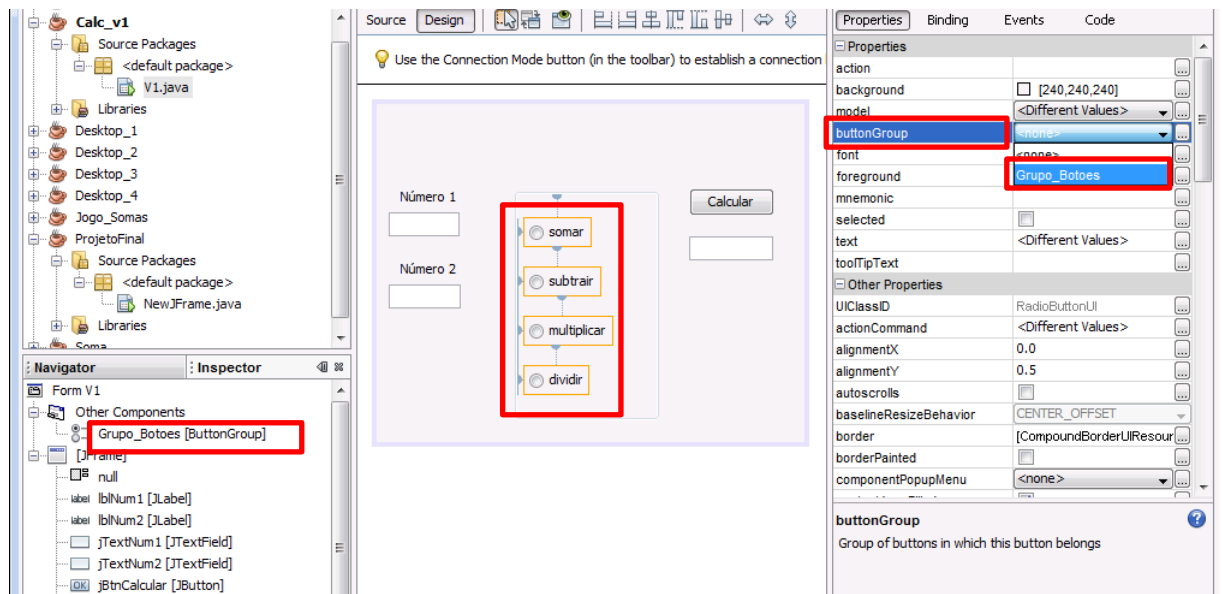 Calc_v1
Source Packages
<default package>
V1.java
Libraries
Desktop_1
Desktop_2
Desktop_3
Desktop_4
Jogo_Somas
ProjetoFinal
Source Packages
<default package>
NewJFrame.java
Libraries
Soma
Navigator
Inspector
Form V1
Other Components
Grupo_Botoes [ButtonGroup]
[JFrame]
null
label lblNum1 [JLabel]
label lblNum2 [JLabel]
jTextNum1 [JTextField]
jTextNum2 [JTextField]
OK jBtnCalcular [JButton]
Source Design
Use the Connection Mode button (in the toolbar) to establish a connection
Número 1
Número 2
somar
subtrair
multiplicar
dividir
Calcular
Properties Binding Events Code
Properties
action ...
background [240,240,240] ...
model <Different Values> ...
buttonGroup <none> ...
font <none> ...
foreground Grupo_Botoes ...
mnemonic ...
selected ...
text <Different Values> ...
toolTipText ...
Other Properties
UIClassID RadioButtonUI ...
actionCommand <Different Values> ...
alignmentX 0.0 ...
alignmentY 0.5 ...
autoscrolls ...
baselineResizeBehavior CENTER_OFFSET
border [CompoundBorderUIResour ...
borderPainted ...
componentPopupMenu <none> ...
buttonGroup
Group of buttons in which this button belongs